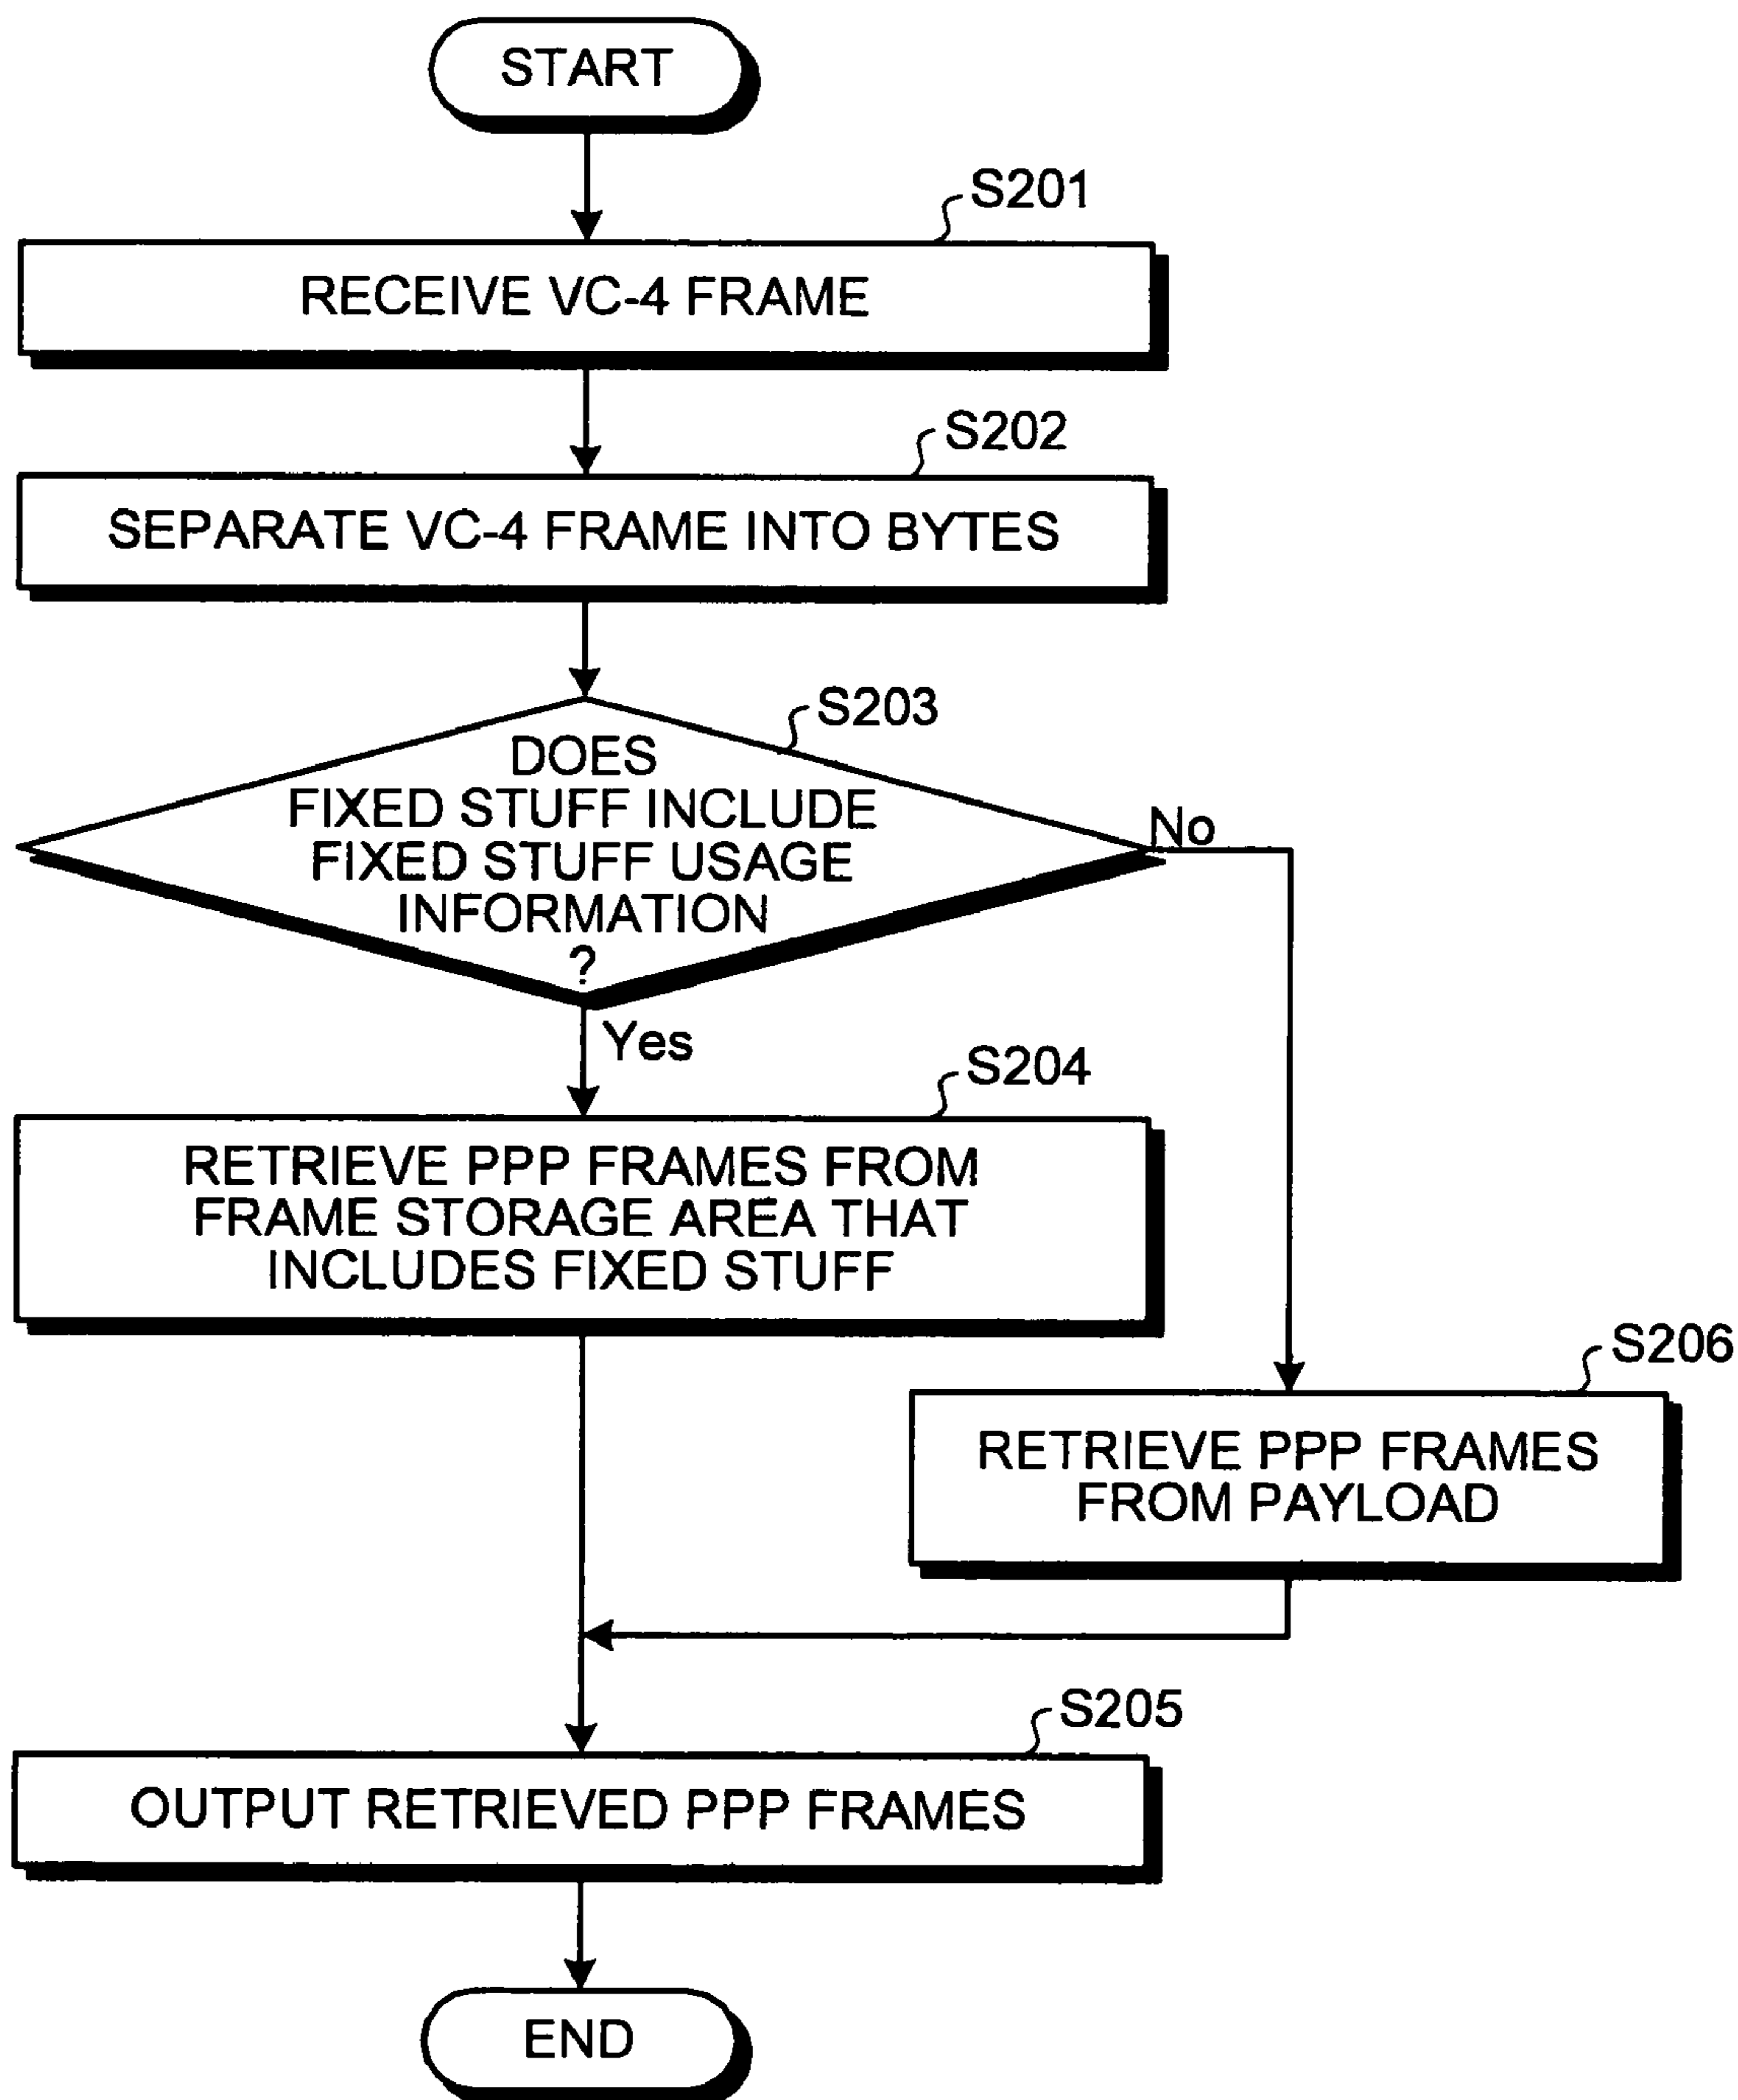 START
S201
RECEIVE VC-4 FRAME
S202
SEPARATE VC-4 FRAME INTO BYTES
S203
DOES
FIXED STUFF INCLUDE
FIXED STUFF USAGE
INFORMATION
?
No
Yes
S204
RETRIEVE PPP FRAMES FROM
FRAME STORAGE AREA THAT
INCLUDES FIXED STUFF
S206
RETRIEVE PPP FRAMES
FROM PAYLOAD
S205
OUTPUT RETRIEVED PPP FRAMES
END